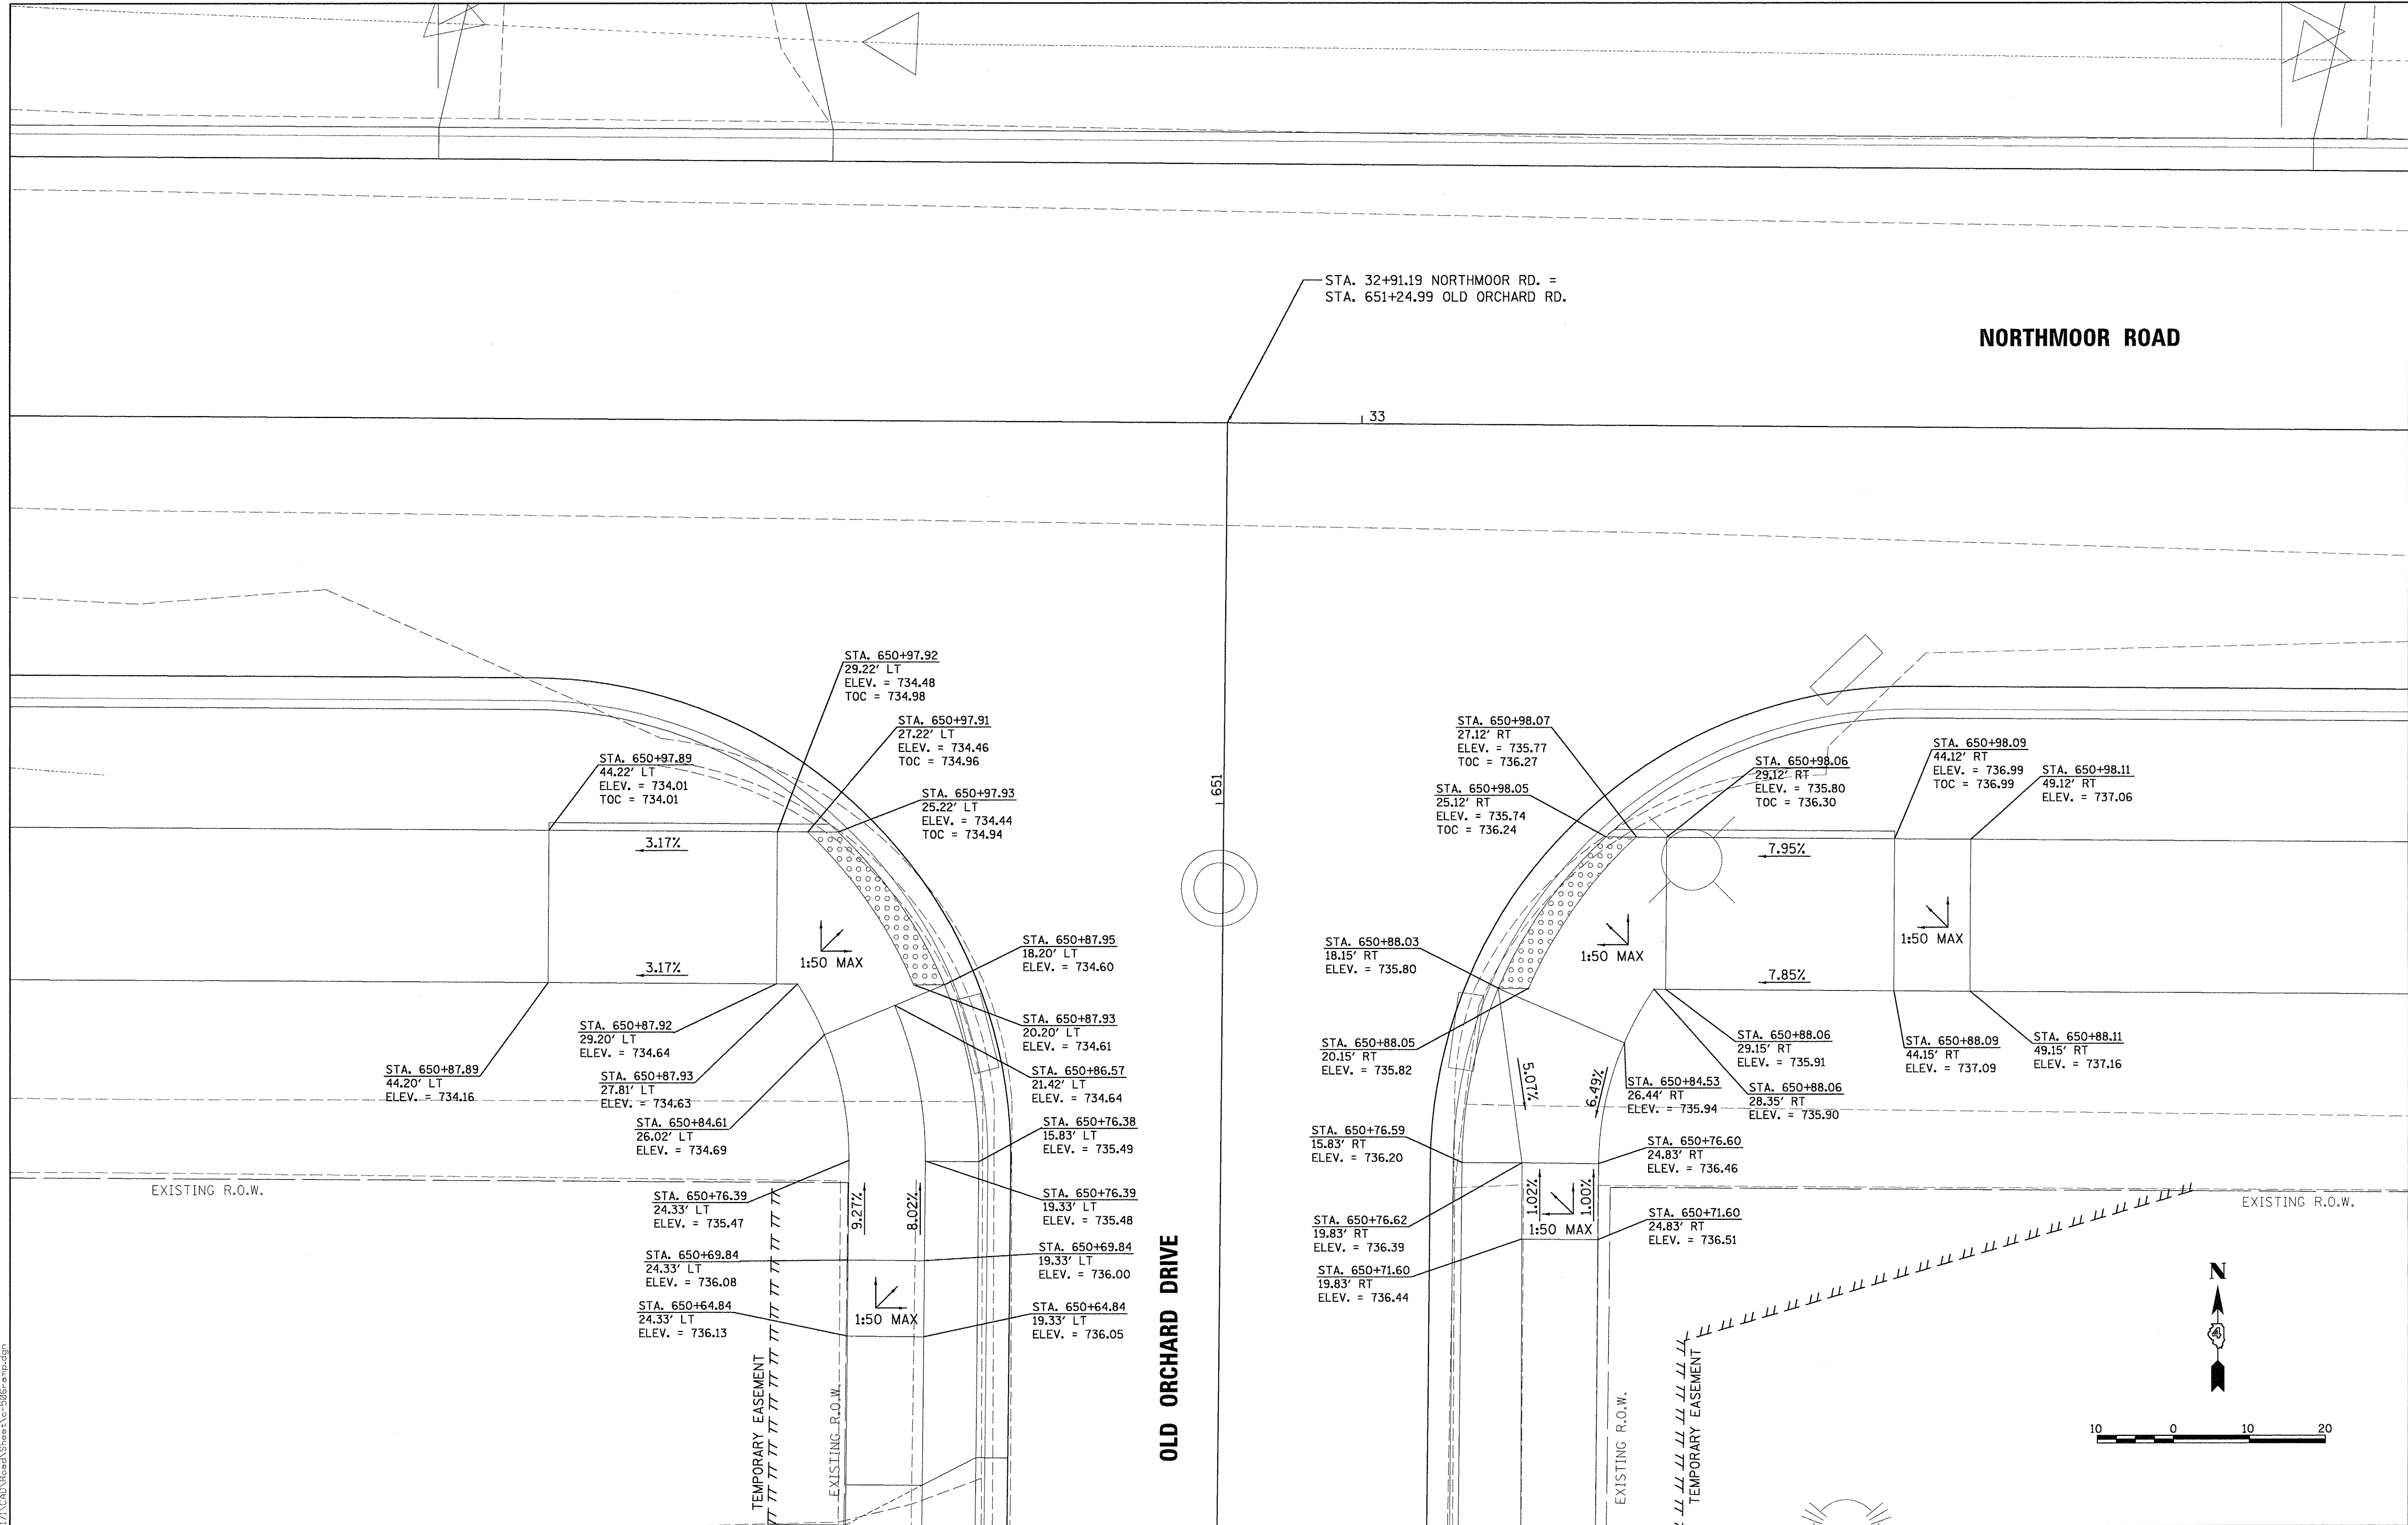 STA. 32+91.19 NORTHMOOR RD. =
STA. 651+24.99 OLD ORCHARD RD.
NORTHMOOR ROAD
33
651
STA. 650+97.92
29.22' LT
ELEV. = 734.48
TOC = 734.98
STA. 650+97.91
27.22' LT
ELEV. = 734.46
TOC = 734.96
STA. 650+97.89
44.22' LT
ELEV. = 734.01
TOC = 734.01
STA. 650+97.93
25.22' LT
ELEV. = 734.44
TOC = 734.94
3.17%
3.17%
1:50 MAX
STA. 650+87.95
18.20' LT
ELEV. = 734.60
STA. 650+87.93
20.20' LT
ELEV. = 734.61
STA. 650+87.92
29.20' LT
ELEV. = 734.64
STA. 650+87.89
44.20' LT
ELEV. = 734.16
STA. 650+87.93
27.81' LT
ELEV. = 734.63
STA. 650+86.57
21.42' LT
ELEV. = 734.64
STA. 650+84.61
26.02' LT
ELEV. = 734.69
STA. 650+76.38
15.83' LT
ELEV. = 735.49
STA. 650+76.39
24.33' LT
ELEV. = 735.47
STA. 650+76.39
19.33' LT
ELEV. = 735.48
9.27%
8.02%
STA. 650+69.84
24.33' LT
ELEV. = 736.08
STA. 650+69.84
19.33' LT
ELEV. = 736.00
STA. 650+64.84
24.33' LT
ELEV. = 736.13
STA. 650+64.84
19.33' LT
ELEV. = 736.05
1:50 MAX
EXISTING R.O.W.
TEMPORARY EASEMENT
EXISTING R.O.W.
OLD ORCHARD DRIVE
STA. 650+98.07
27.12' RT
ELEV. = 735.77
TOC = 736.27
STA. 650+98.05
25.12' RT
ELEV. = 735.74
TOC = 736.24
STA. 650+98.06
29.12' RT
ELEV. = 735.80
TOC = 736.30
STA. 650+98.09
44.12' RT
ELEV. = 736.99
TOC = 736.99
STA. 650+98.11
49.12' RT
ELEV. = 737.06
7.95%
7.85%
1:50 MAX
1:50 MAX
STA. 650+88.03
18.15' RT
ELEV. = 735.80
STA. 650+88.05
20.15' RT
ELEV. = 735.82
STA. 650+88.06
29.15' RT
ELEV. = 735.91
STA. 650+88.09
44.15' RT
ELEV. = 737.09
STA. 650+88.11
49.15' RT
ELEV. = 737.16
5.07%
6.49%
STA. 650+84.53
26.44' RT
ELEV. = 735.94
STA. 650+88.06
28.35' RT
ELEV. = 735.90
STA. 650+76.59
15.83' RT
ELEV. = 736.20
STA. 650+76.60
24.83' RT
ELEV. = 736.46
1.02%
1.00%
1:50 MAX
STA. 650+76.62
19.83' RT
ELEV. = 736.39
STA. 650+71.60
24.83' RT
ELEV. = 736.51
STA. 650+71.60
19.83' RT
ELEV. = 736.44
EXISTING R.O.W.
EXISTING R.O.W.
TEMPORARY EASEMENT
N
4
10 0 10 20